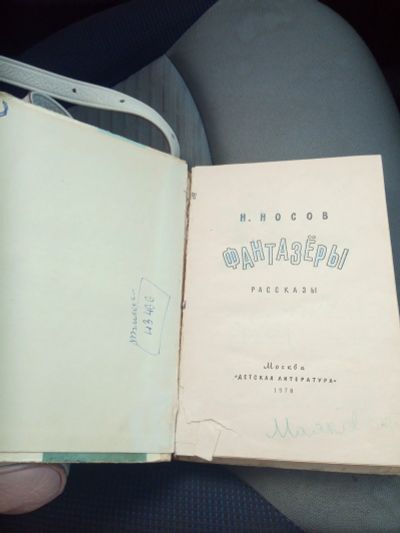 Н. НОСОВ
ФАНТАЗЁРЫ
РАССКАЗЫ
Москва
"ДЕТСКАЯ ЛИТЕРАТУРА"
1978